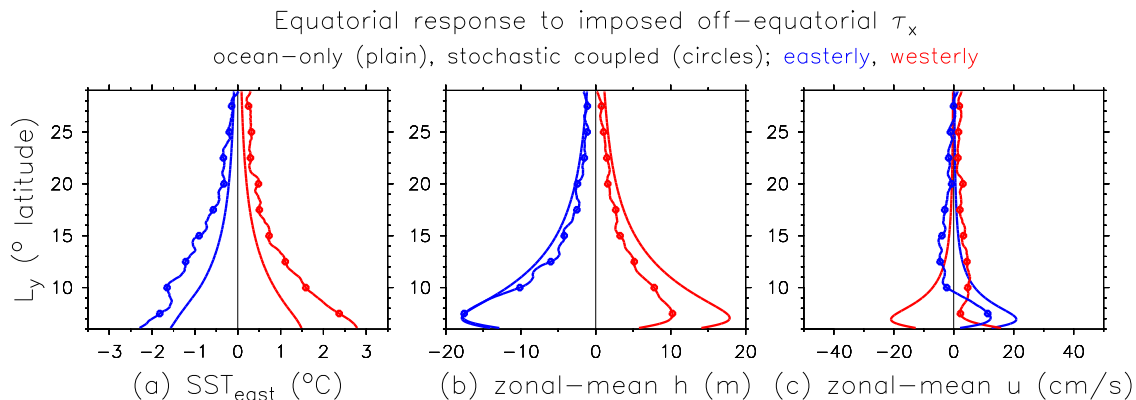 Equatorial response to imposed off−equatorial τx
ocean−only (plain), stochastic coupled (circles); easterly, westerly
Ly (º latitude)
25
20
15
10
−3 −2 −1 0 1 2 3
(a) SSTeast (ºC)
25
20
15
10
−20 −10 0 10 20
(b) zonal−mean h (m)
25
20
15
10
−40 −20 0 20 40
(c) zonal−mean u (cm/s)